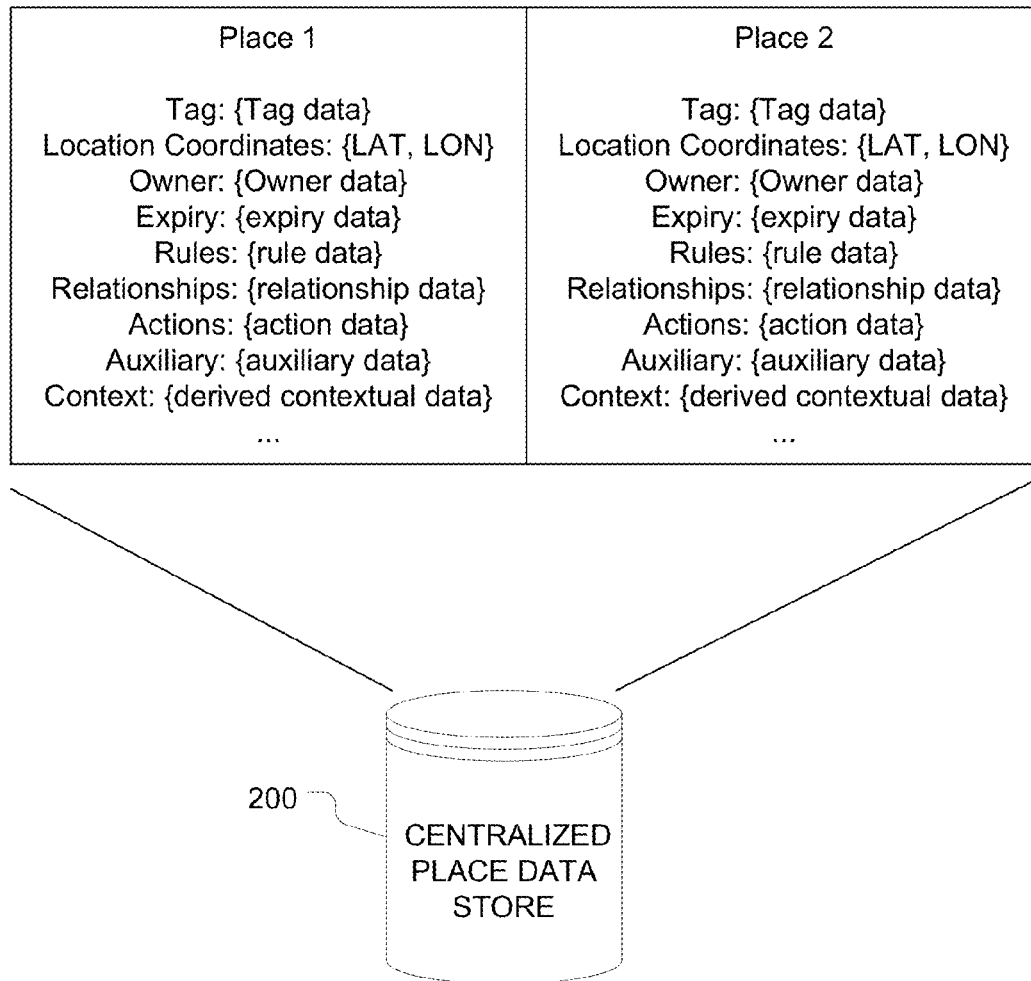 Place 1
Tag: {Tag data}
Location Coordinates: {LAT, LON}
Owner: {Owner data}
Expiry: {expiry data}
Rules: {rule data}
Relationships: {relationship data}
Actions: {action data}
Auxiliary: {auxiliary data}
Context: {derived contextual data}
...
Place 2
Tag: {Tag data}
Location Coordinates: {LAT, LON}
Owner: {Owner data}
Expiry: {expiry data}
Rules: {rule data}
Relationships: {relationship data}
Actions: {action data}
Auxiliary: {auxiliary data}
Context: {derived contextual data}
...
200
CENTRALIZED
PLACE DATA
STORE